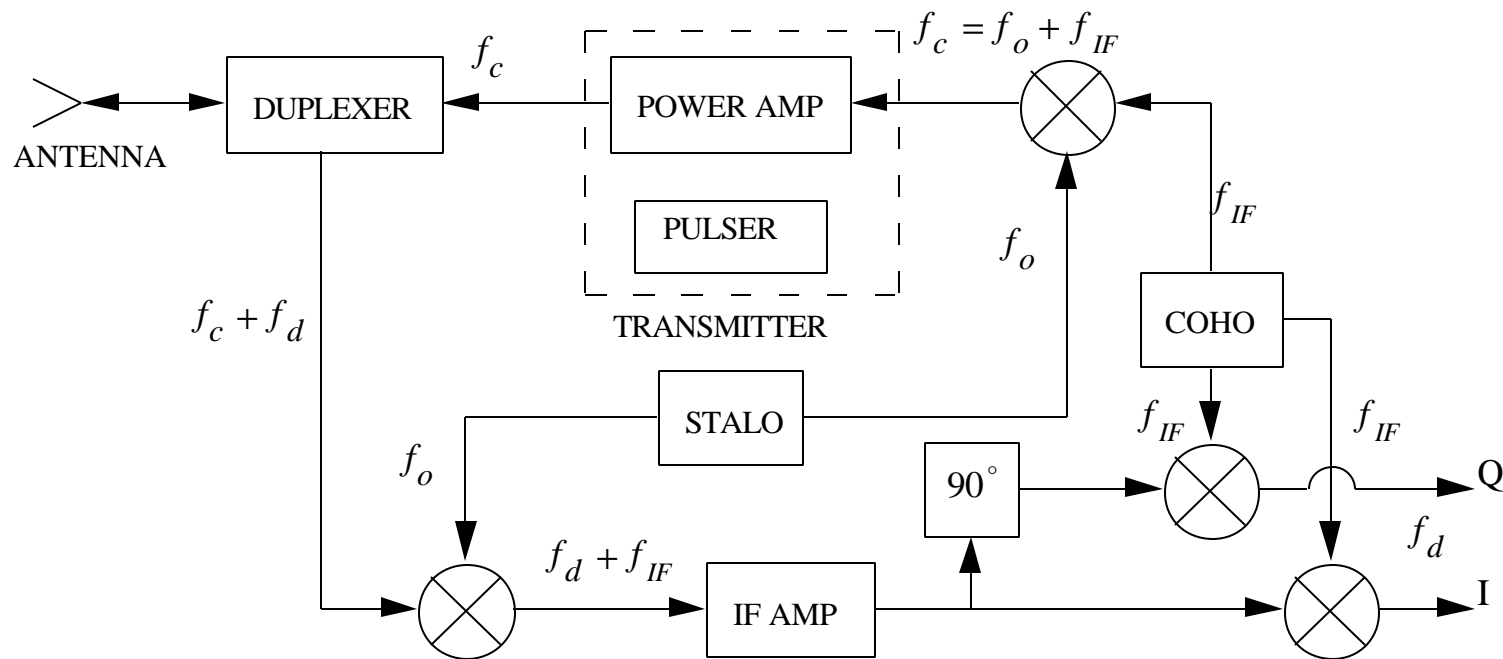 f_c = f_o + f_IF
f_c
DUPLEXER
POWER AMP
ANTENNA
f_IF
PULSER
f_o
f_c + f_d
TRANSMITTER
COHO
STALO
f_IF
f_IF
f_o
90°
Q
f_d
f_d + f_IF
IF AMP
I